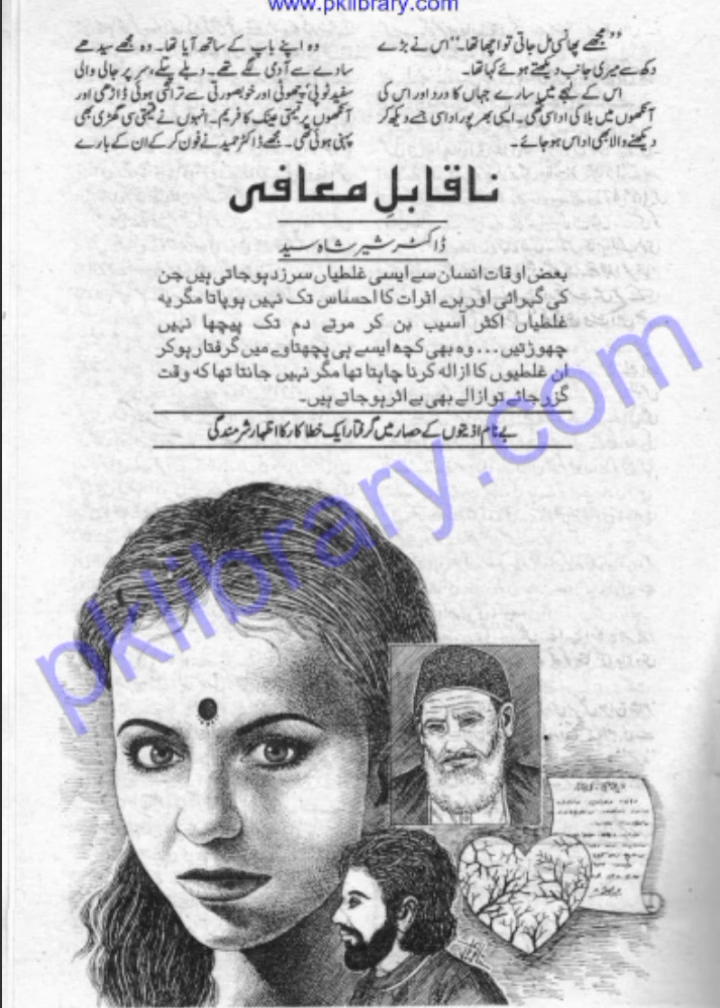 www.pklibrary.com
”مجھے پھانسی مل جاتی تو اچھا تھا۔“ اس نے بڑے
دکھ سے میری جانب دیکھتے ہوئے کہا تھا۔
اس کے لہجے میں سارے جہاں کا درد اور اس کی
آنکھوں میں بلا کی اداسی تھی۔ ایسی بھرپور اداسی جسے دیکھ کر
دیکھنے والا بھی اداس ہو جائے۔
وہ اپنے باپ کے ساتھ آیا تھا۔ وہ مجھے سیدھے
سادے سے آدمی لگے تھے۔ دبلے پتلے، سر پر جالی والی
سفید ٹوپی، چھوٹی اور خوبصورتی سے تراشی ہوئی ڈاڑھی اور
آنکھوں پر قیمتی عینک کا فریم۔ انہوں نے قیمتی سی گھڑی بھی
پہنی ہوئی تھی۔ مجھے ڈاکٹر حمید نے فون کر کے ان کے بارے
ناقابلِ معافی
ڈاکٹر شیر شاہ سید
بعض اوقات انسان سے ایسی غلطیاں سرزد ہو جاتی ہیں جن
کی گہرائی اور برے اثرات کا احساس تک نہیں ہو پاتا مگر یہ
غلطیاں اکثر آسیب بن کر مرتے دم تک پیچھا نہیں
چھوڑتیں... وہ بھی کچھ ایسے ہی پچھتاوے میں گرفتار ہو کر
ان غلطیوں کا ازالہ کرنا چاہتا تھا مگر نہیں جانتا تھا کہ وقت
گزر جائے تو ازالے بھی بے اثر ہو جاتے ہیں۔
بے نام اذیتوں کے حصار میں گرفتار ایک خطا کار کا اظہارِ شرمندگی
pklibrary.com